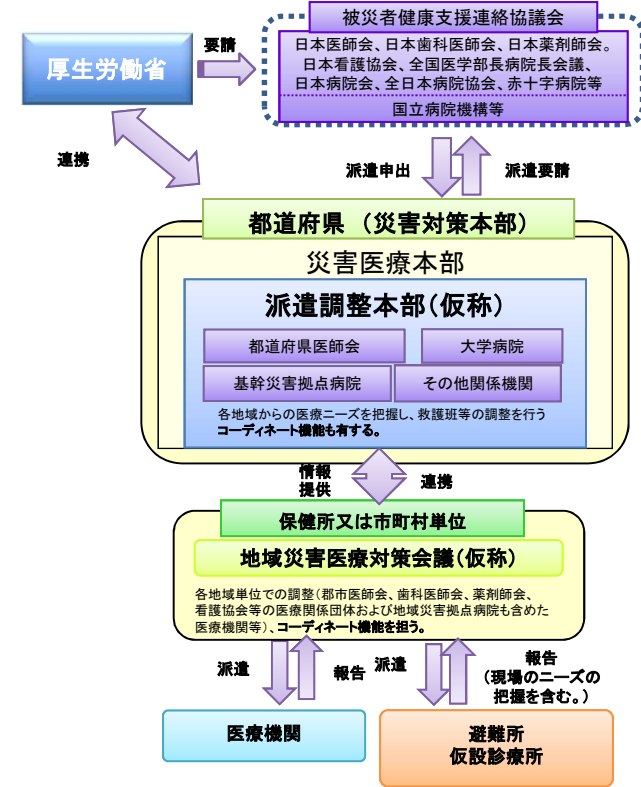 厚生労働省
要請
被災者健康支援連絡協議会
日本医師会、日本歯科医師会、日本薬剤師会。
日本看護協会、全国医学部長病院長会議、
日本病院会、全日本病院協会、赤十字病院等
国立病院機構等
連携
派遣申出
派遣要請
都道府県 (災害対策本部)
災害医療本部
派遣調整本部(仮称)
都道府県医師会
大学病院
基幹災害拠点病院
その他関係機関
各地域からの医療ニーズを把握し、救護班等の調整を行う
コーディネート機能も有する。
情報
提供
連携
保健所又は市町村単位
地域災害医療対策会議(仮称)
各地域単位での調整(郡市医師会、歯科医師会、薬剤師会、
看護協会等の医療関係団体および地域災害拠点病院も含めた
医療機関等)、コーディネート機能を担う。
派遣
報告
派遣
報告
(現場のニーズの
把握を含む。)
医療機関
避難所
仮設診療所